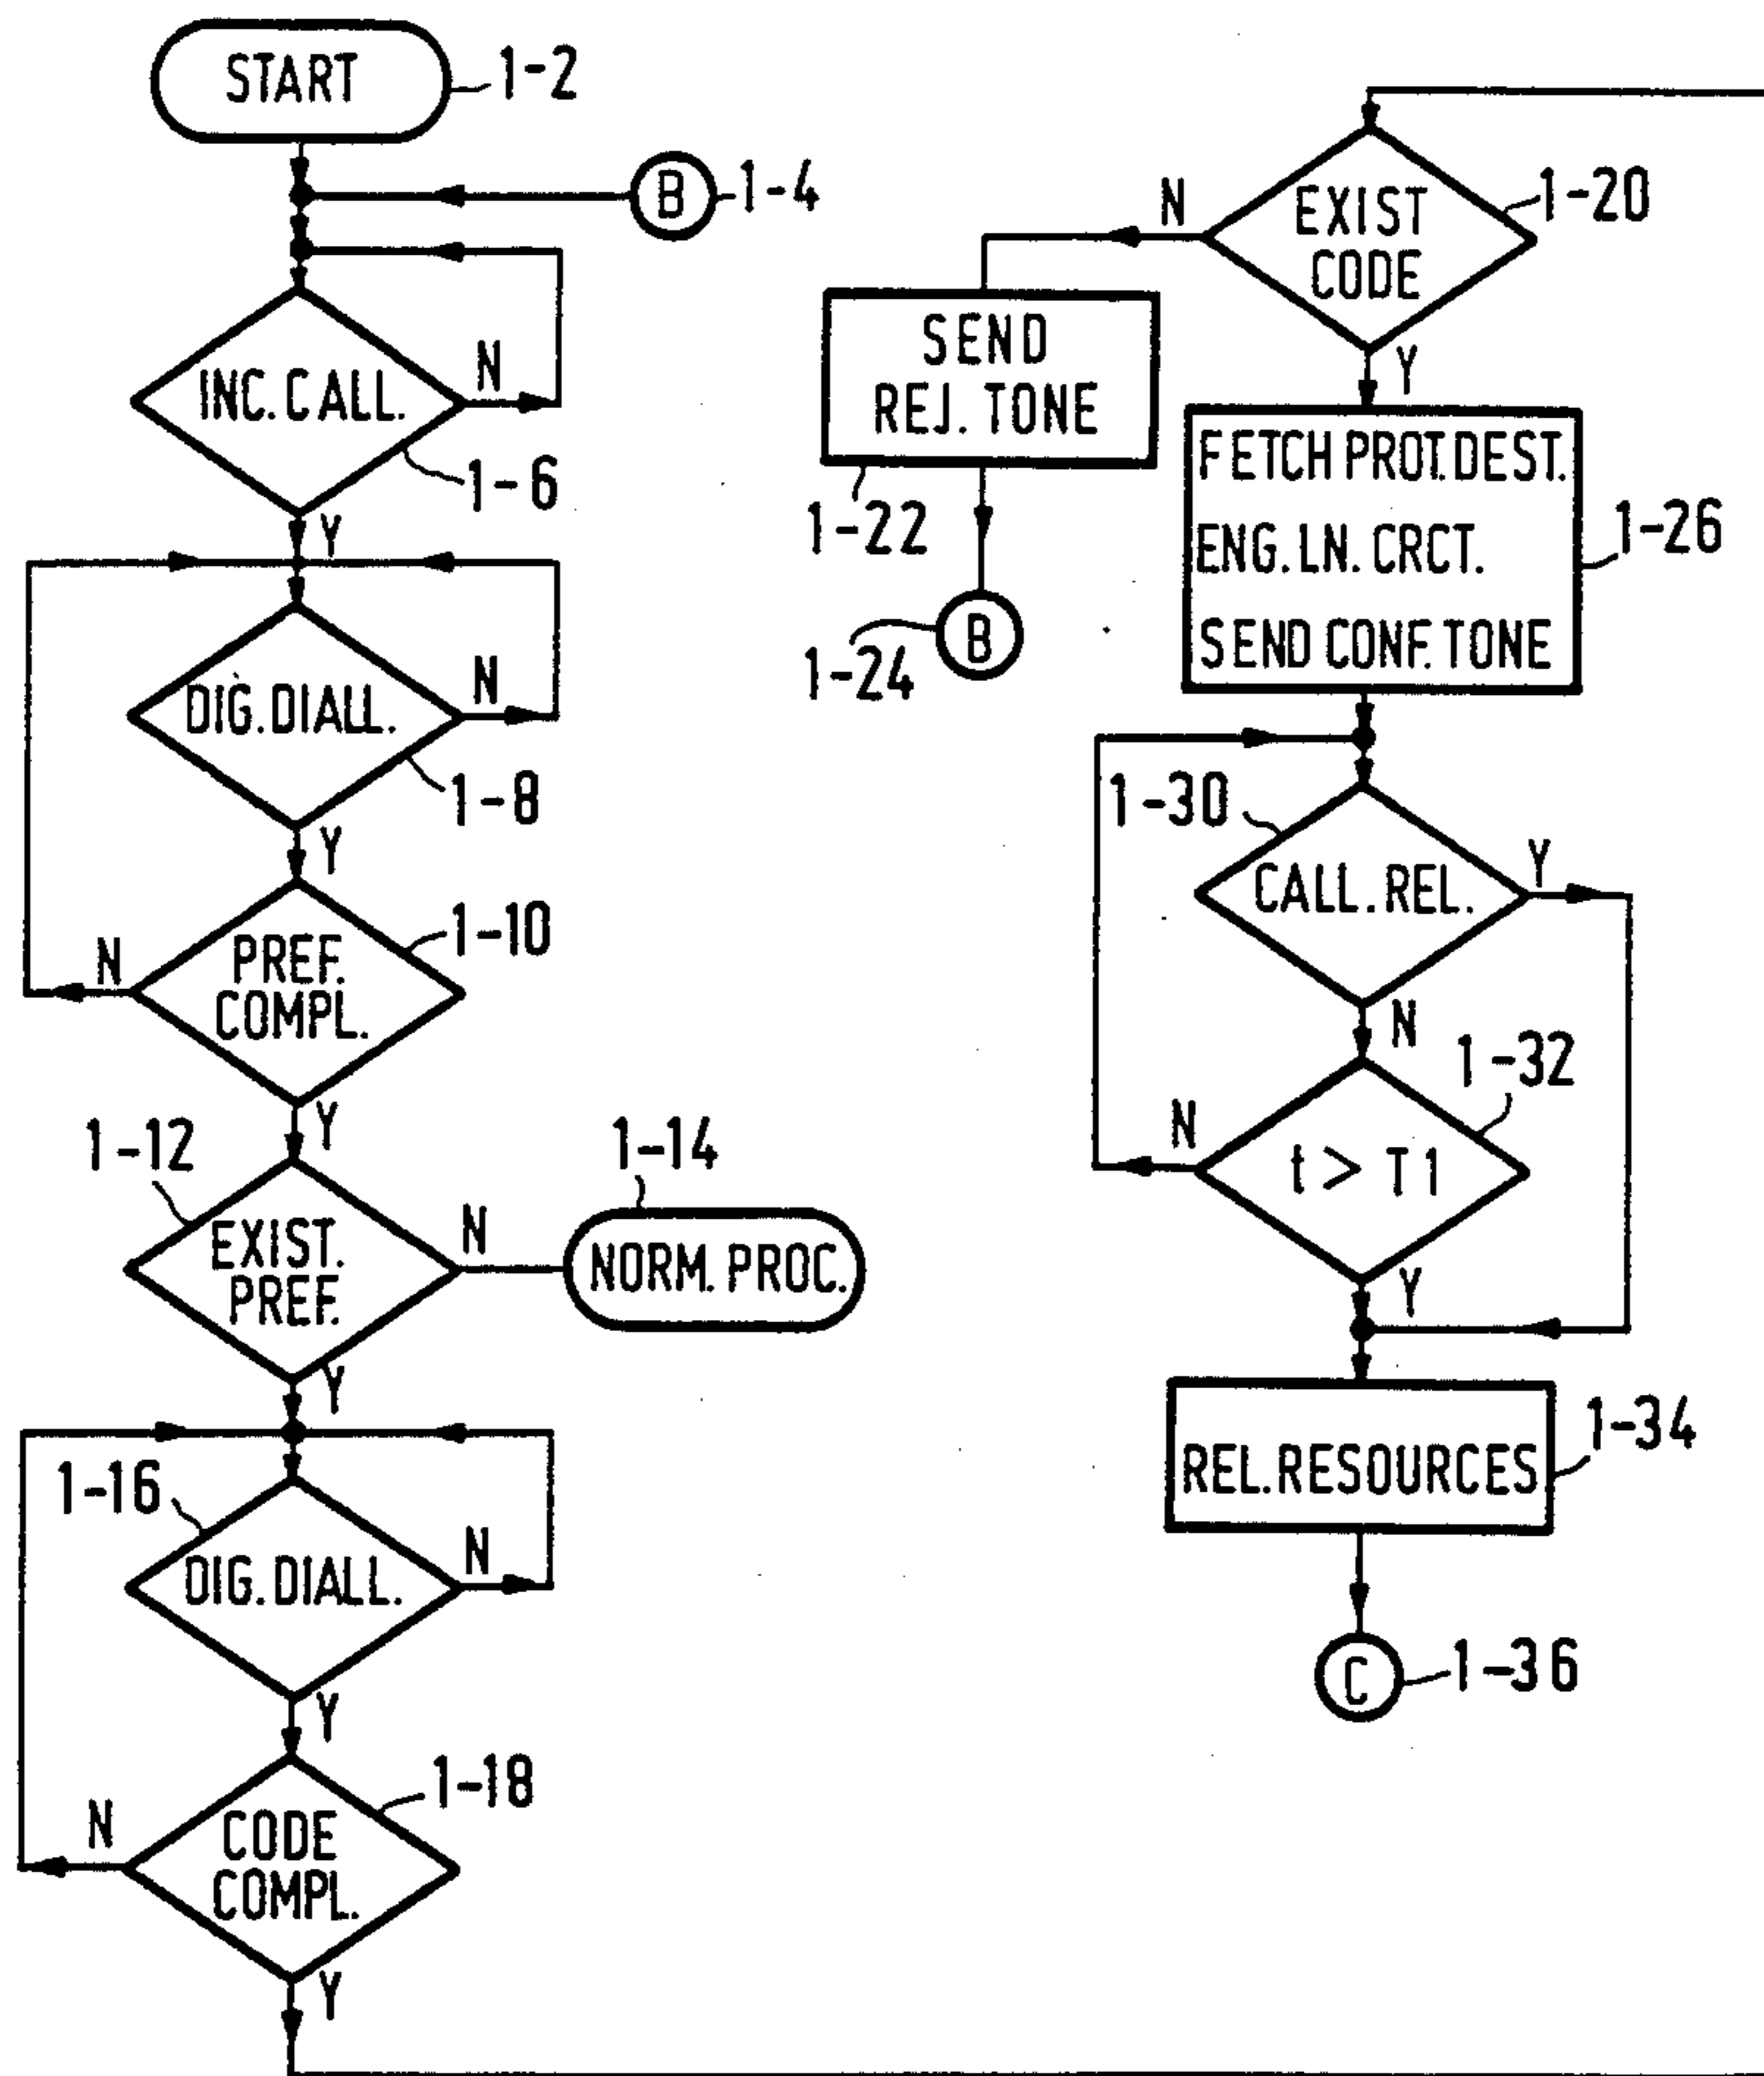 START
1-2
B
1-4
INC. CALL.
N
1-6
Y
DIG. DIALL.
N
1-8
Y
PREF.
COMPL.
1-10
N
Y
1-12
EXIST.
PREF.
N
1-14
NORM. PROC.
Y
1-16
DIG. DIALL.
N
Y
1-18
CODE
COMPL.
N
Y
EXIST
CODE
1-20
N
Y
SEND
REJ. TONE
1-22
B
1-24
FETCH PROT. DEST.
ENG. LN. CRCT.
SEND CONF. TONE
1-26
1-30
CALL. REL.
Y
N
1-32
t > T1
N
Y
REL. RESOURCES
1-34
C
1-36